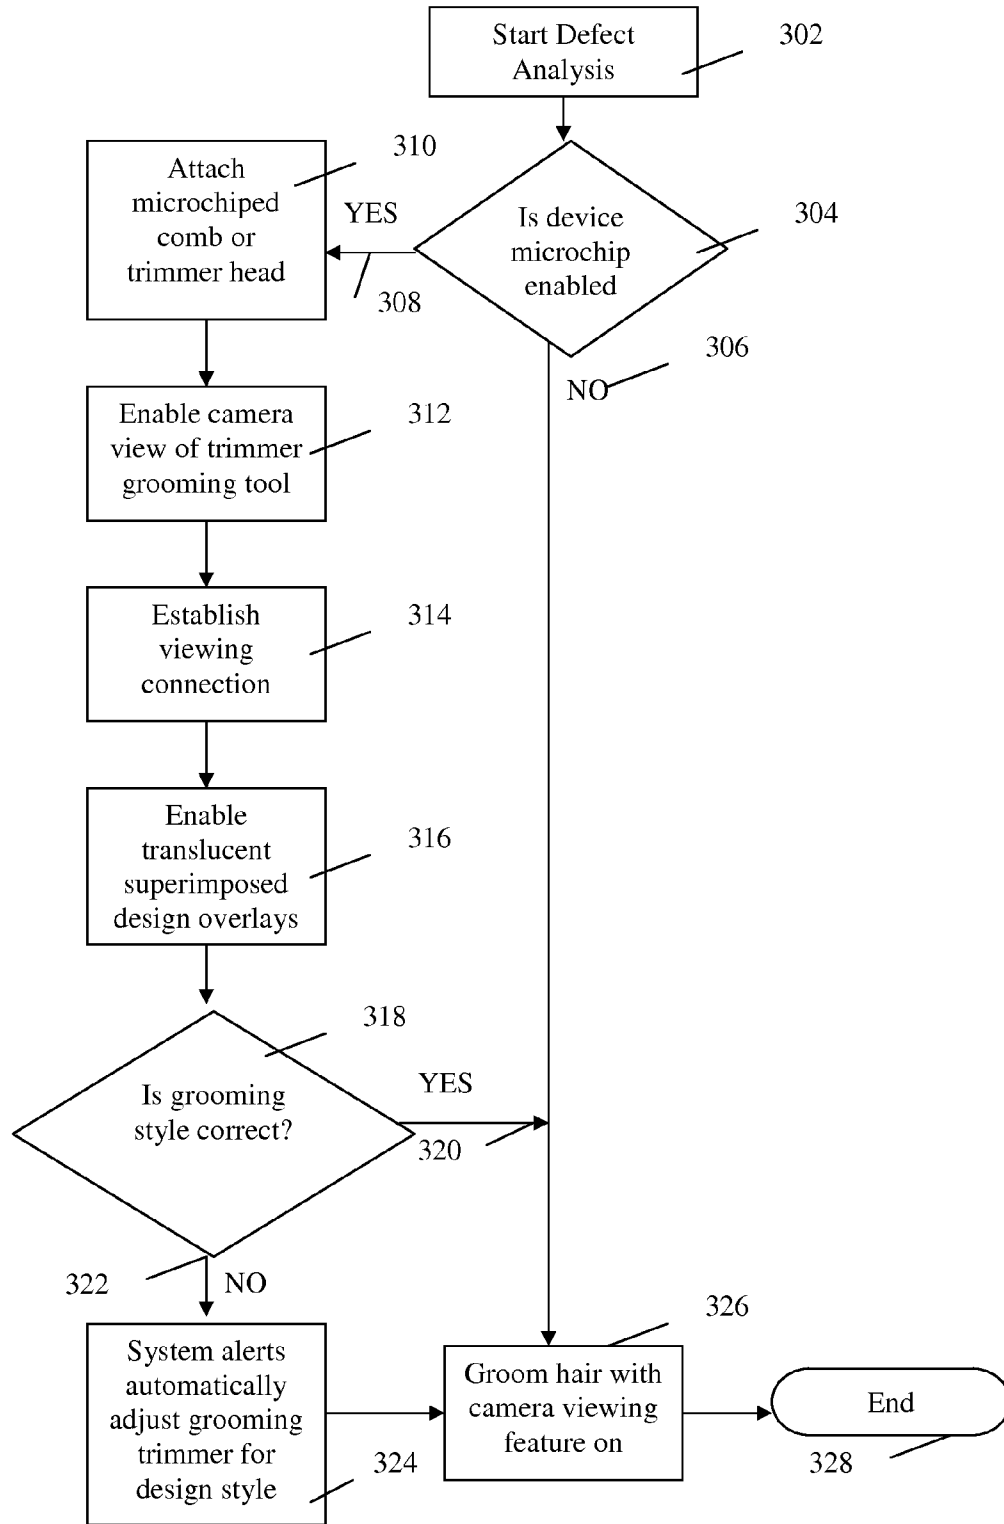 Start Defect
Analysis
302
Attach
microchiped
comb or
trimmer head
310
YES
308
Is device
microchip
enabled
304
NO
306
Enable camera
view of trimmer
grooming tool
312
Establish
viewing
connection
314
Enable
translucent
superimposed
design overlays
316
Is grooming
style correct?
318
YES
320
322
NO
System alerts
automatically
adjust grooming
trimmer for
design style
324
Groom hair with
camera viewing
feature on
326
End
328